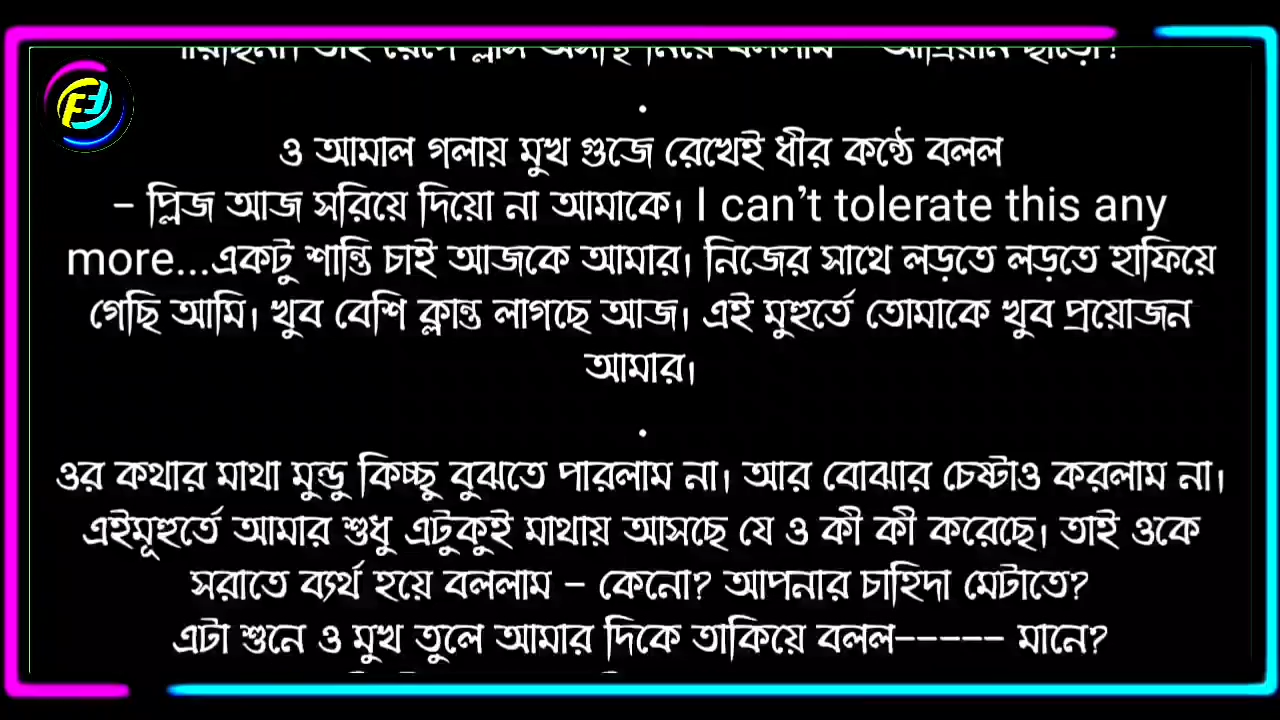 ও আমাল গলায় মুখ গুজে রেখেই ধীর কন্ঠে বলল
– প্লিজ আজ সরিয়ে দিয়ো না আমাকে। I can't tolerate this any
more...একটু শান্তি চাই আজকে আমার। নিজের সাথে লড়তে লড়তে হাফিয়ে
গেছি আমি। খুব বেশি ক্লান্ত লাগছে আজ। এই মুহুর্তে তোমাকে খুব প্রয়োজন
আমার।
.
ওর কথার মাথা মুন্ডু কিচ্ছু বুঝতে পারলাম না। আর বোঝার চেষ্টাও করলাম না।
এইমূহুর্তে আমার শুধু এটুকুই মাথায় আসছে যে ও কী কী করেছে। তাই ওকে
সরাতে ব্যর্থ হয়ে বললাম – কেনো? আপনার চাহিদা মেটাতে?
এটা শুনে ও মুখ তুলে আমার দিকে তাকিয়ে বলল----- মানে?